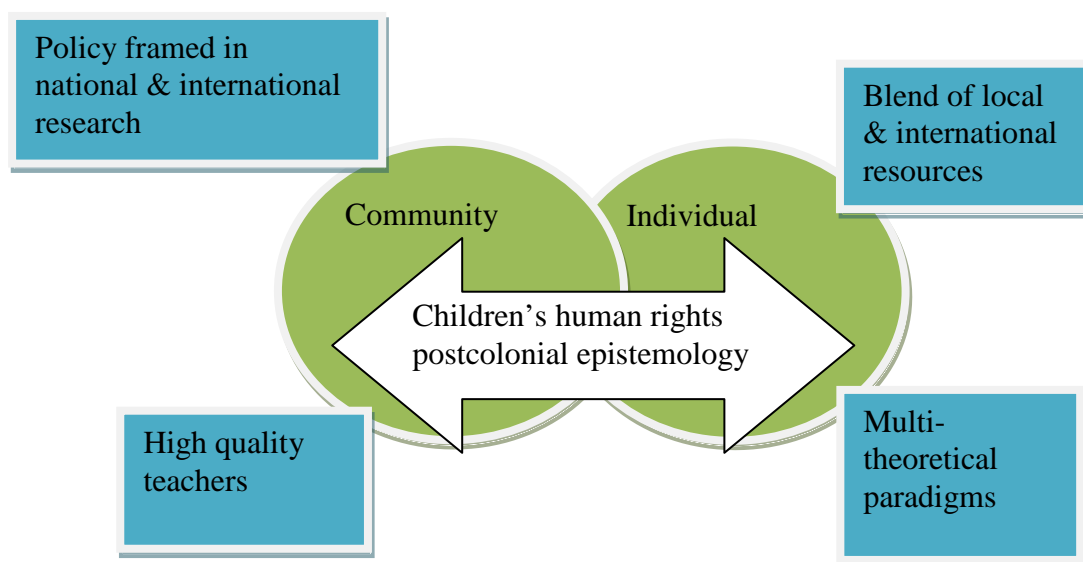 Policy framed in
national & international
research
Blend of local
& international
resources
Community
Individual
Children’s human rights
postcolonial epistemology
High quality
teachers
Multi-
theoretical
paradigms